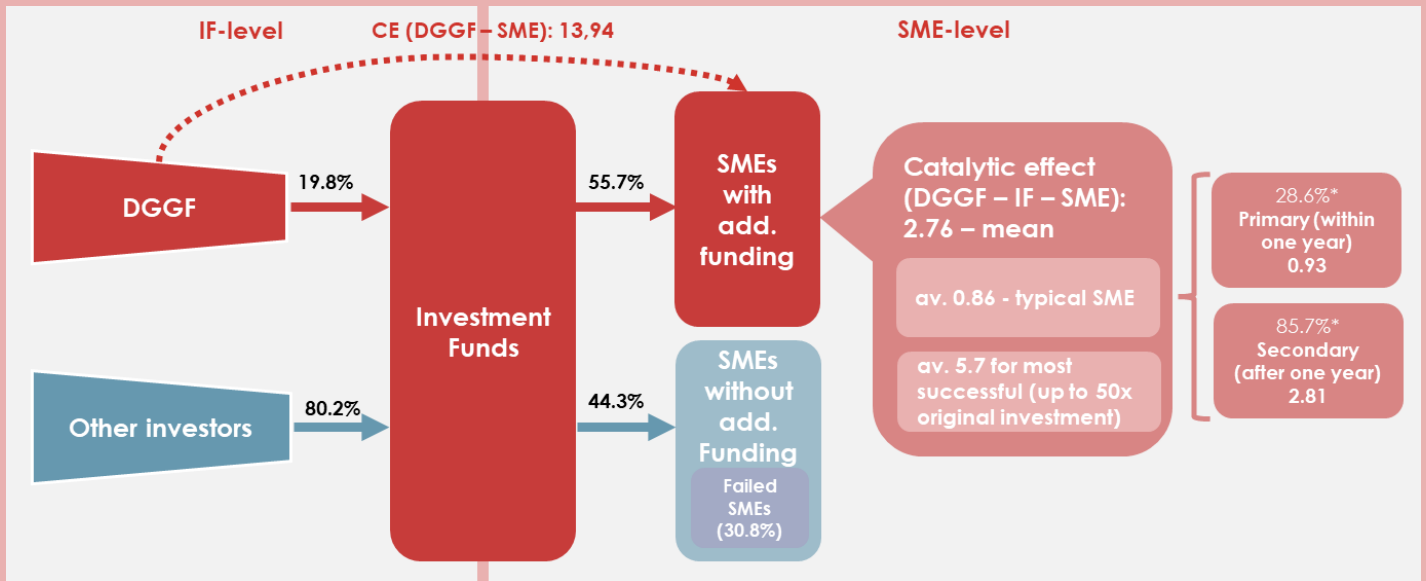 IF-level
CE (DGGF – SME): 13,94
SME-level
DGGF
19.8%
Investment
Funds
55.7%
SMEs
with
add.
funding
Catalytic effect
(DGGF – IF – SME):
2.76 – mean
av. 0.86 - typical SME
av. 5.7 for most
successful (up to 50x
original investment)
28.6%*
Primary (within
one year)
0.93
85.7%*
Secondary
(after one year)
2.81
Other investors
80.2%
44.3%
SMEs
without
add.
Funding
Failed
SMEs
(30.8%)